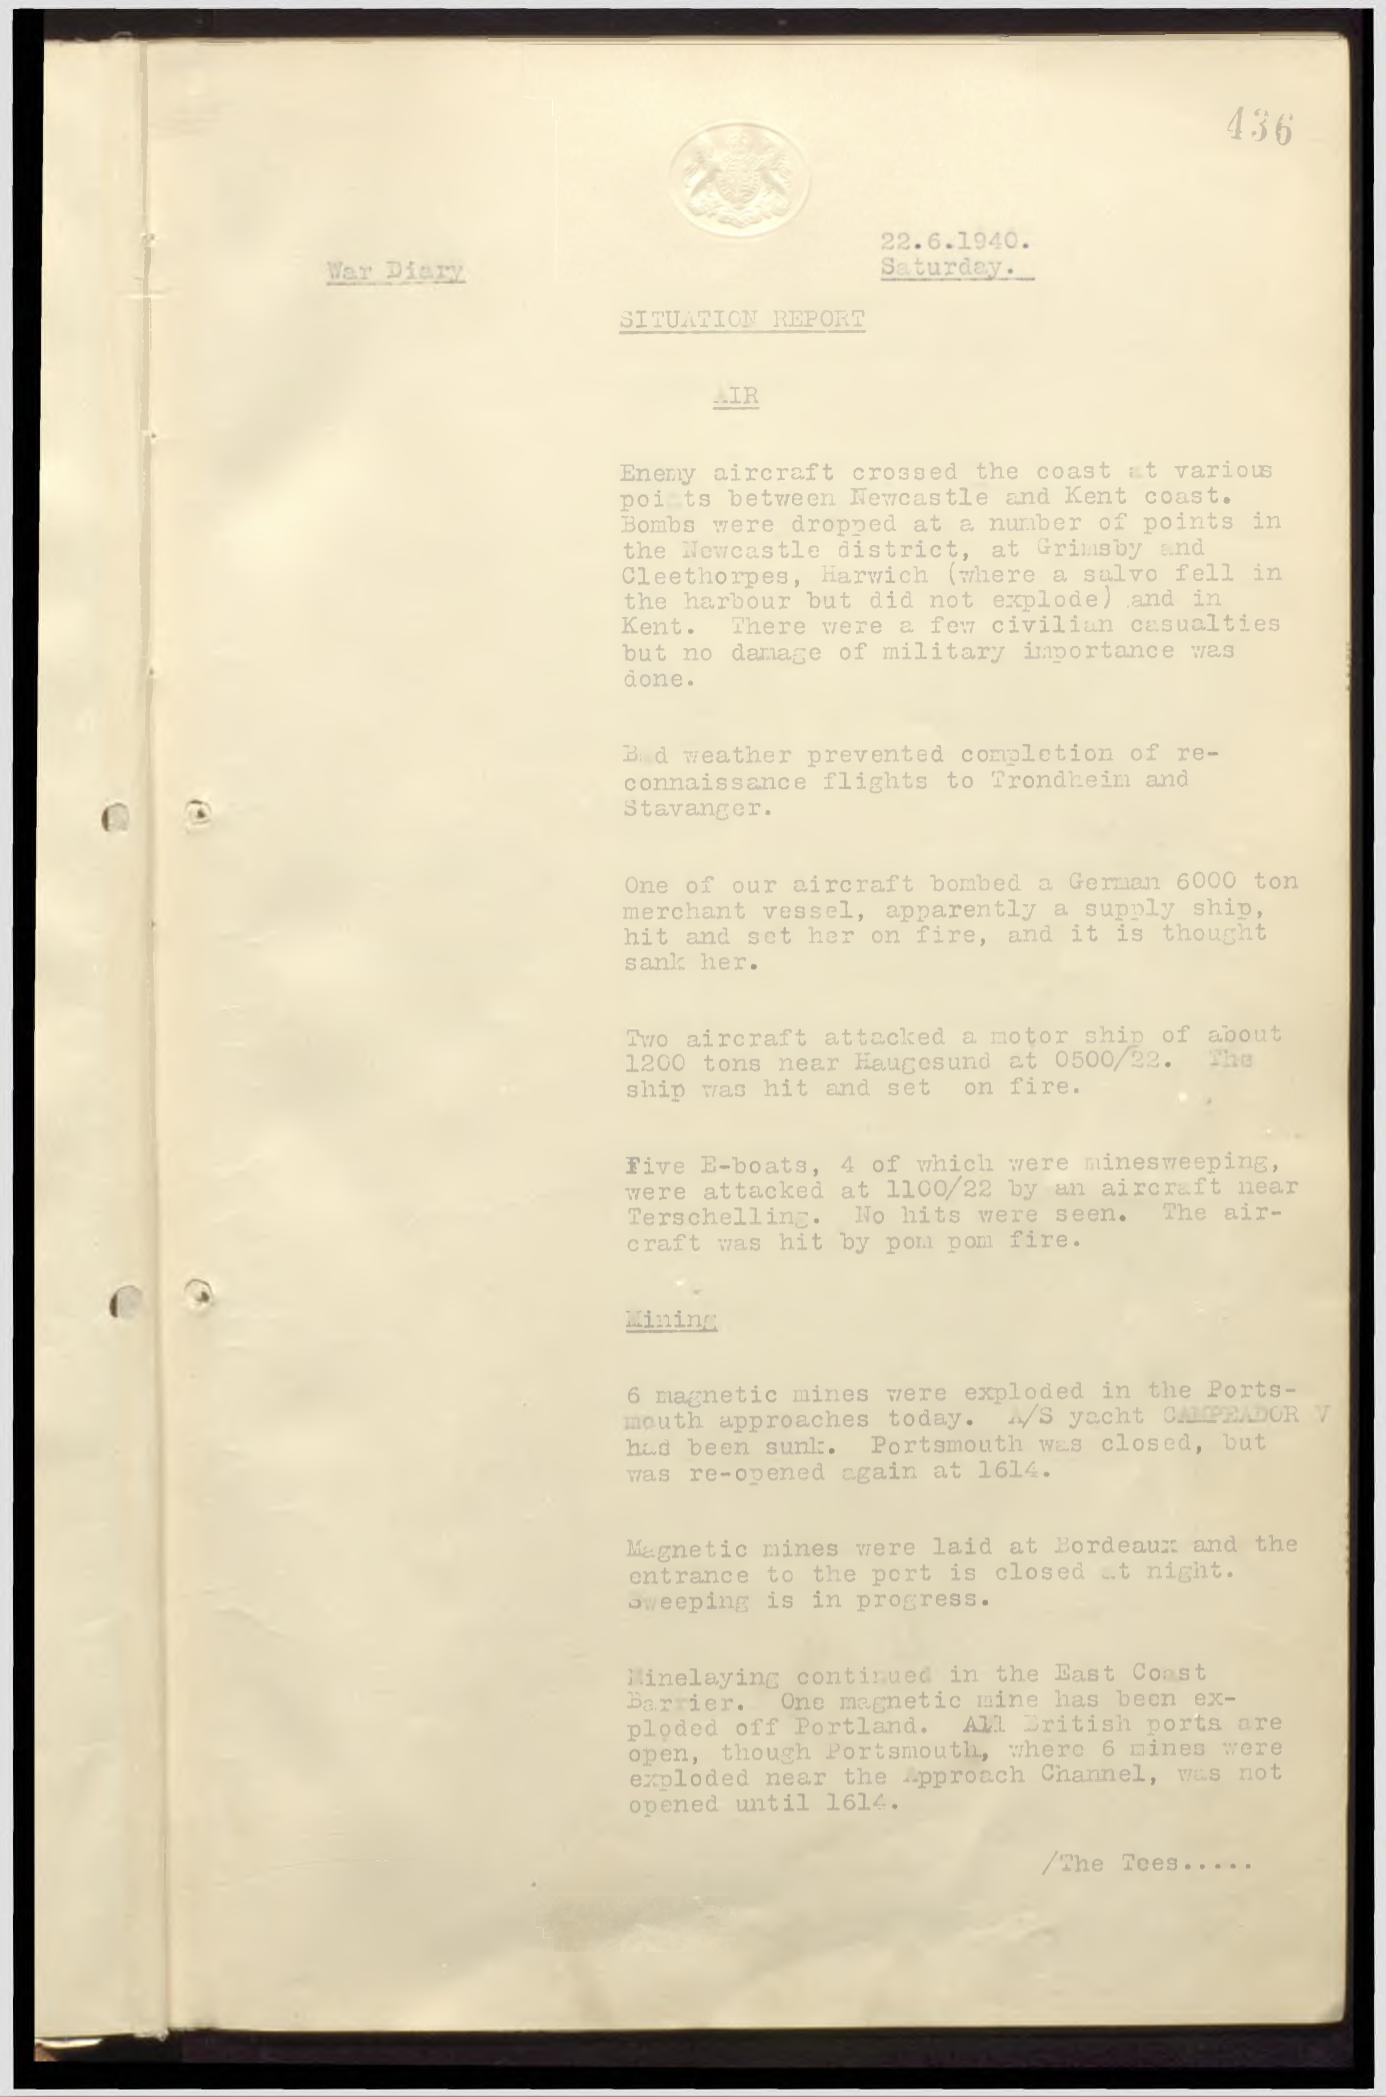 436
22.6.1940.
War Diary
Saturday.
SITUATION REPORT
AIR
Enemy aircraft crossed the coast at various
points between Newcastle and Kent coast.
Bombs were dropped at a number of points in
the Newcastle district, at Grimsby and
Cleethorpes, Harwich (where a salvo fell in
the harbour but did not explode) and in
Kent.  There were a few civilian casualties
but no damage of military importance was
done.
Bad weather prevented completion of re-
connaissance flights to Trondheim and
Stavanger.
One of our aircraft bombed a German 6000 ton
merchant vessel, apparently a supply ship,
hit and set her on fire, and it is thought
sank her.
Two aircraft attacked a motor ship of about
1200 tons near Haugesund at 0500/22.  The
ship was hit and set  on fire.
Five E-boats, 4 of which were minesweeping,
were attacked at 1100/22 by an aircraft near
Terschelling.  No hits were seen.  The air-
craft was hit by pom pom fire.
Mining
6 magnetic mines were exploded in the Ports-
mouth approaches today.  A/S yacht CAMPEADOR V
had been sunk.  Portsmouth was closed, but
was re-opened again at 1614.
Magnetic mines were laid at Bordeaux and the
entrance to the port is closed at night.
Sweeping is in progress.
Minelaying continued in the East Coast
Barrier.  One magnetic mine has been ex-
ploded off Portland.  All British ports are
open, though Portsmouth, where 6 mines were
exploded near the Approach Channel, was not
opened until 1614.
/The Tees.....